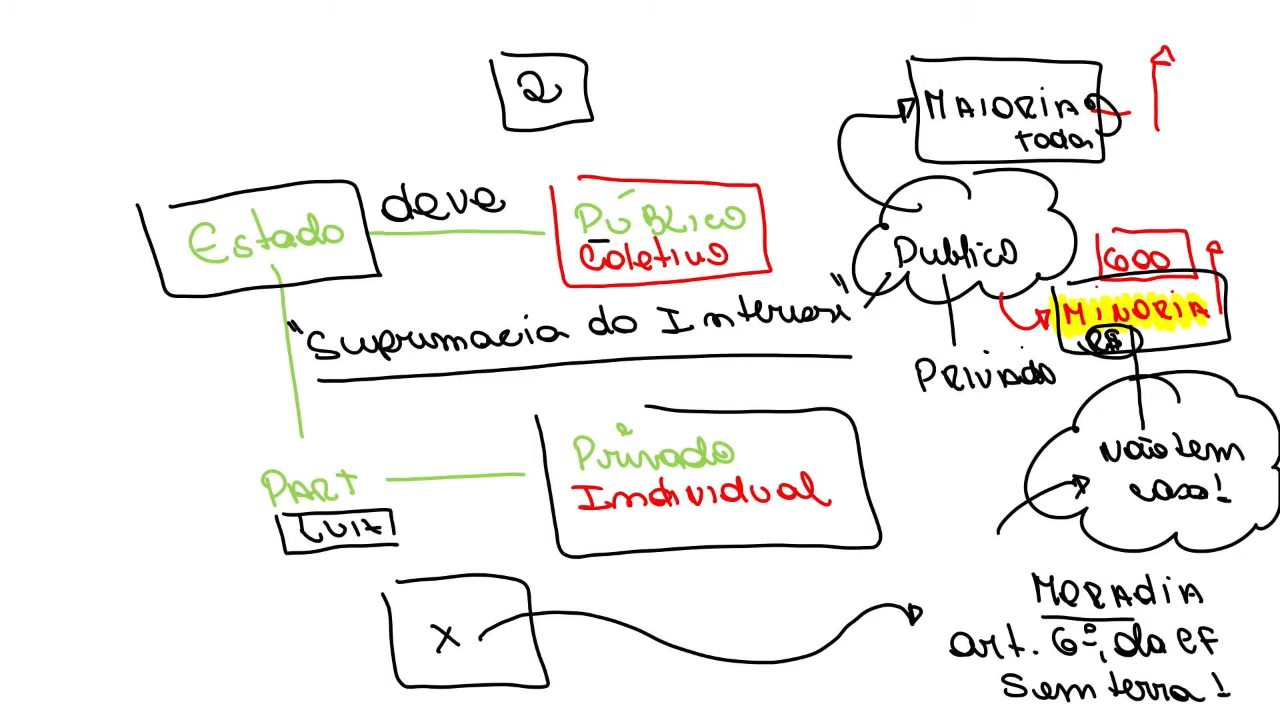 2
MAIORIA
todos
Estado deve Público
Coletivo
Publico
600
MINORIA
R$
"Supremacia do Interesse"
PRIVADO
Privado
Individual
PART
LUIZ
Não tem
casa!
X
MORADIA
art. 6º, da CF
Sem terra!